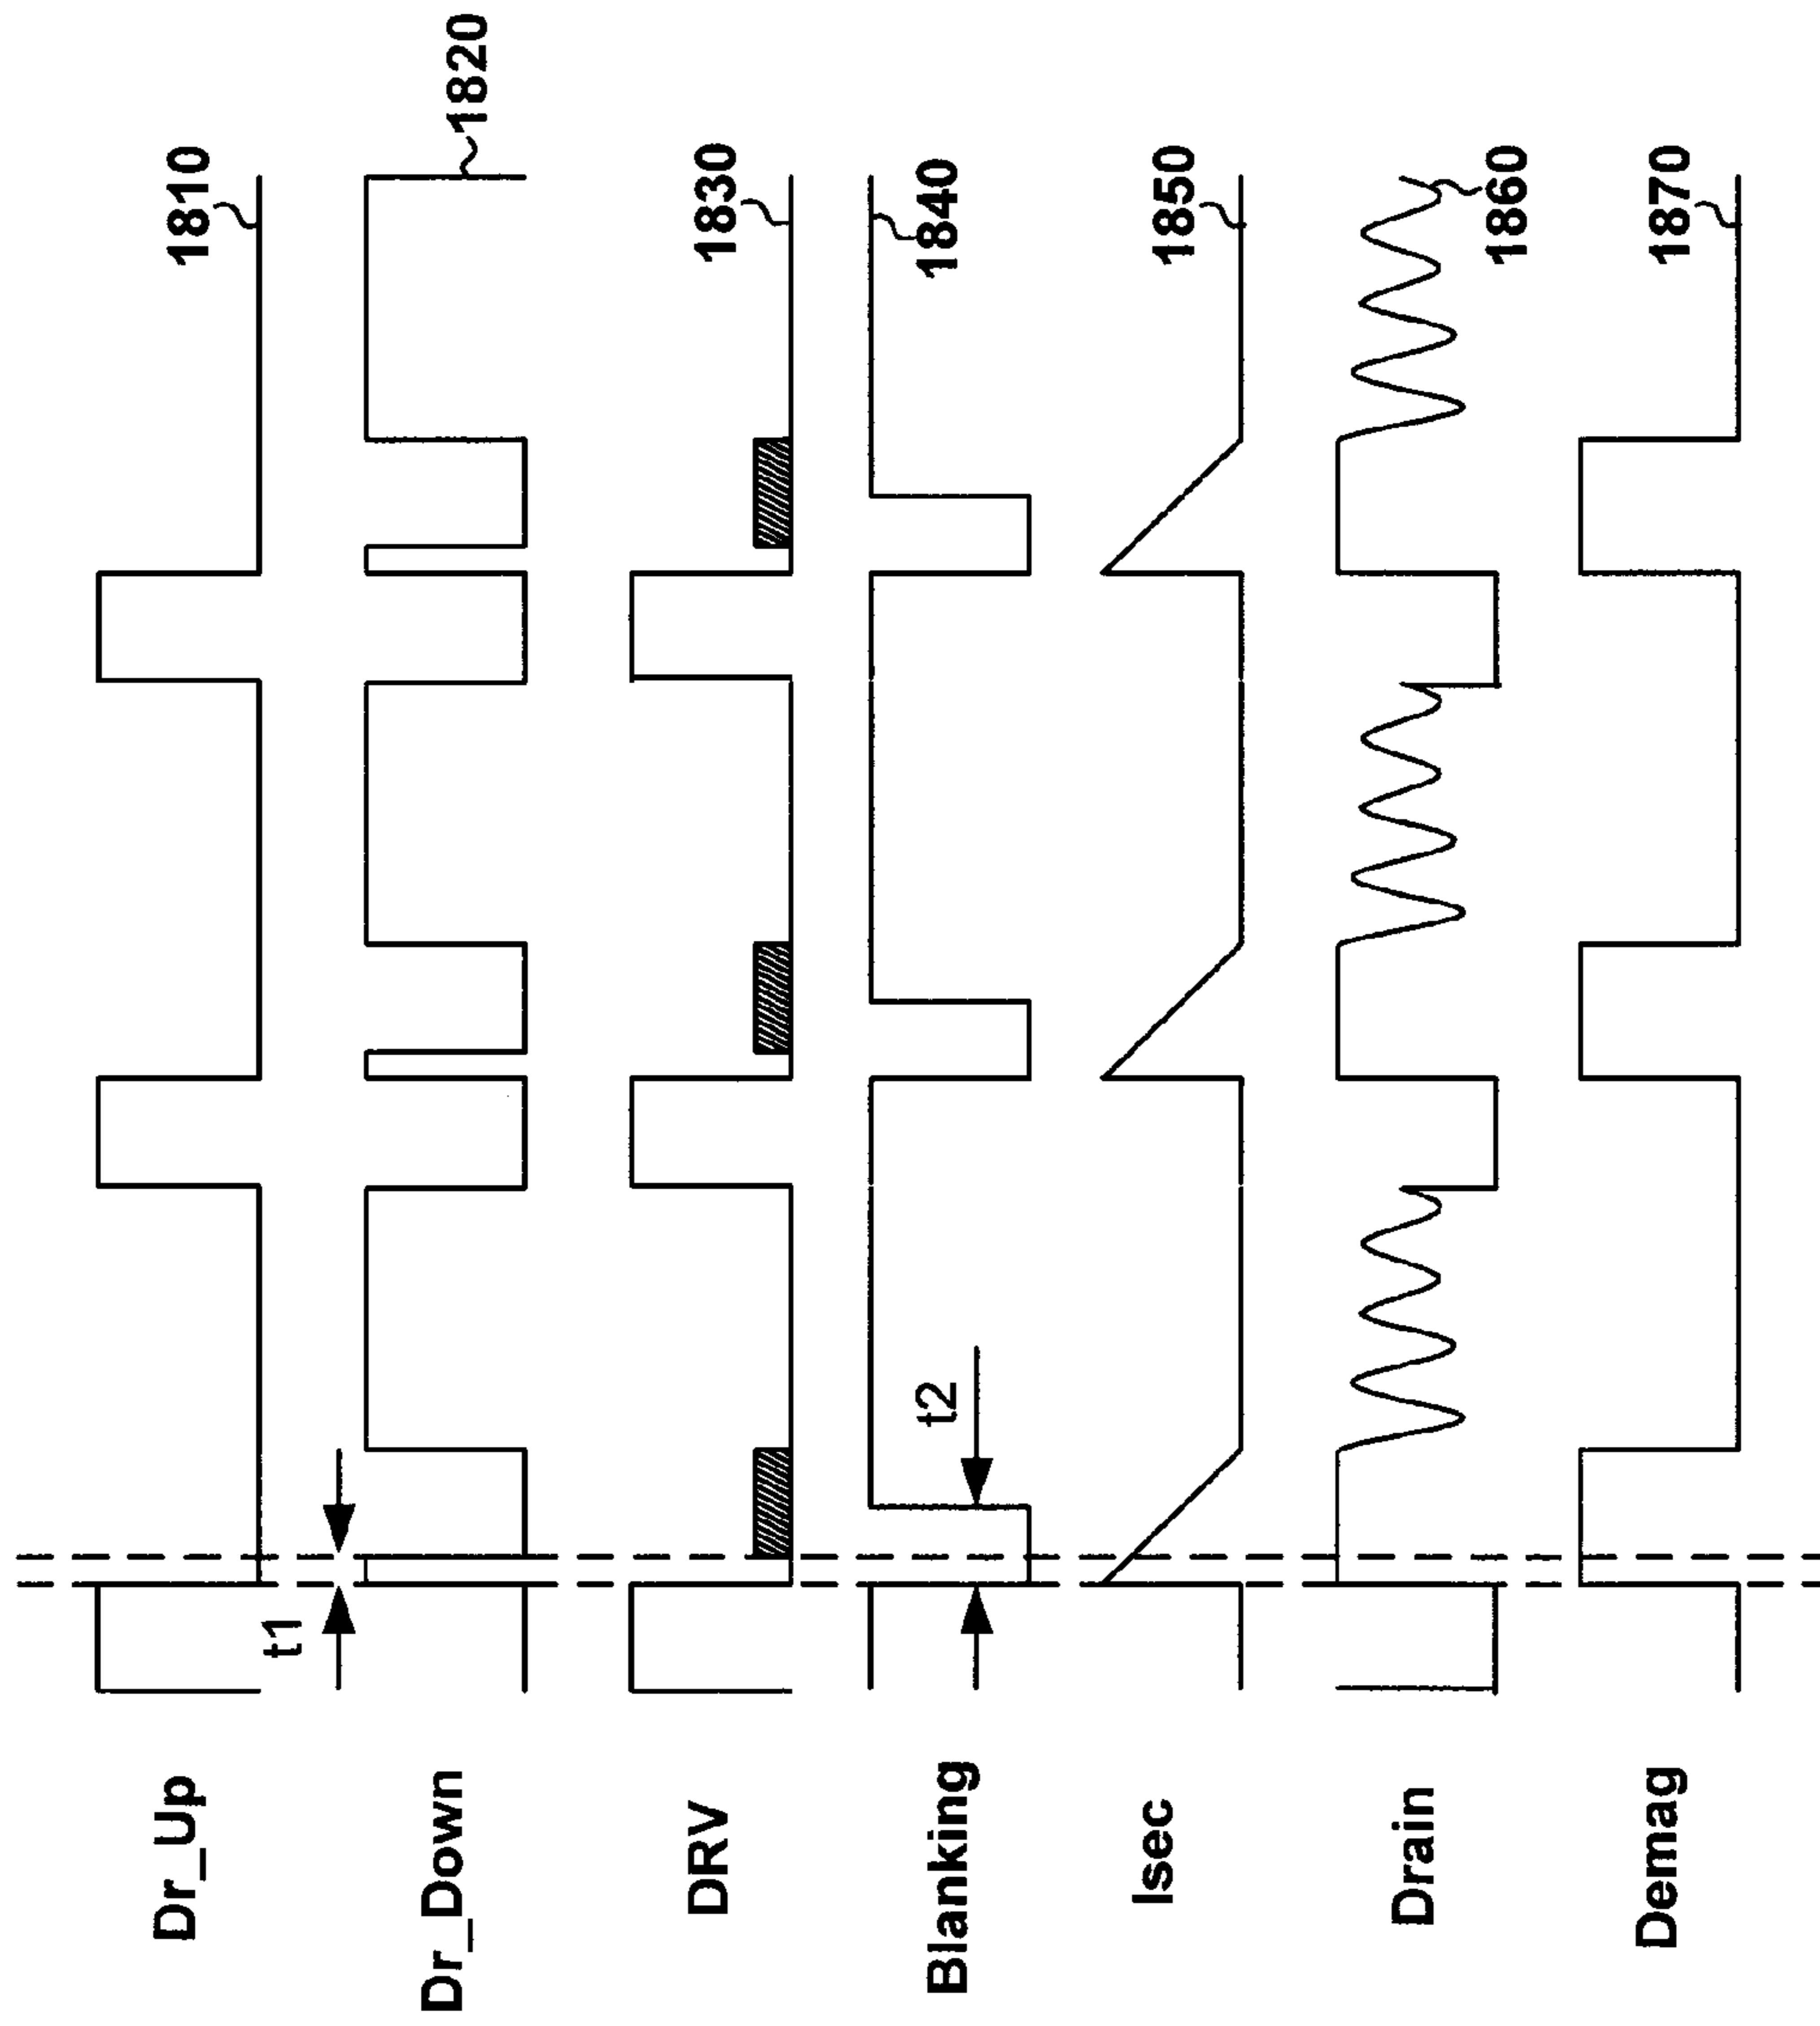 Dr_Up
1810
t1
Dr_Down
1820
DRV
1830
Blanking
t2
1840
Isec
1850
Drain
1860
Demag
1870